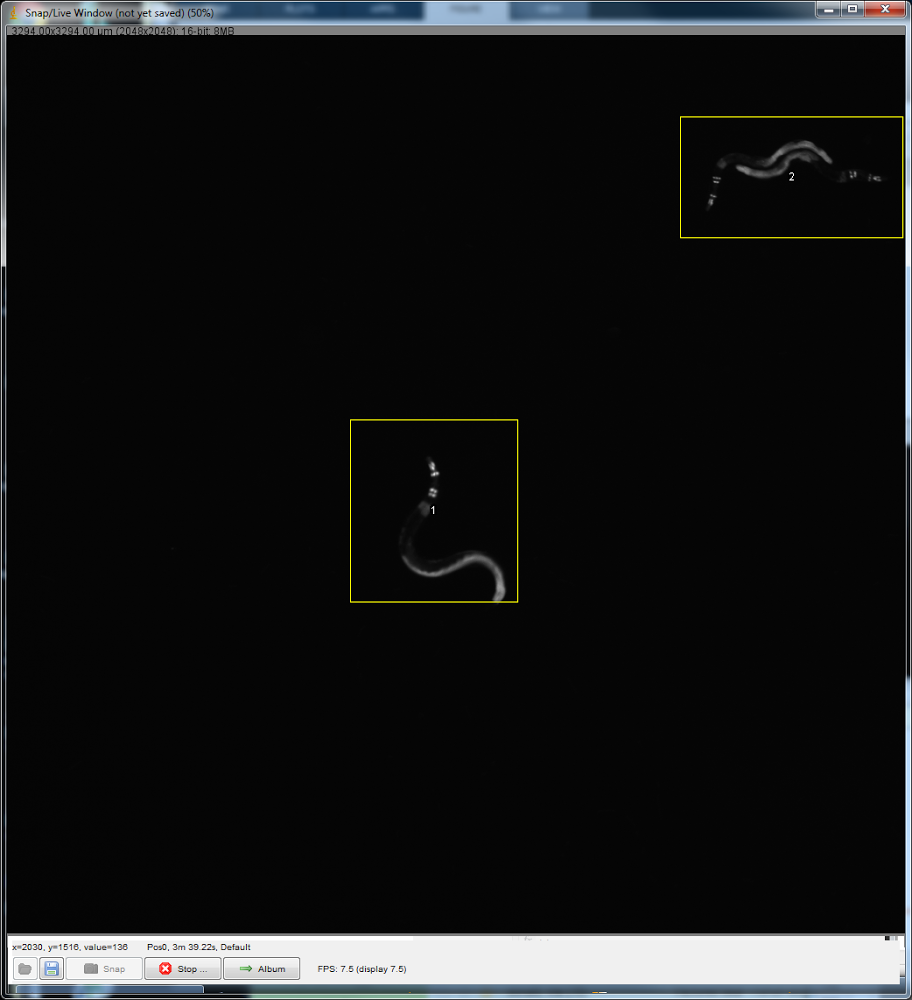 Snap/Live Window (not yet saved) (50%)
3294.00x3294.00 um (2048x2048); 16-bit; 8MB
2
1
x=2030, y=1516, value=136 Pos0, 3m 39.22s, Default
Snap Stop ... Album FPS: 7.5 (display 7.5)